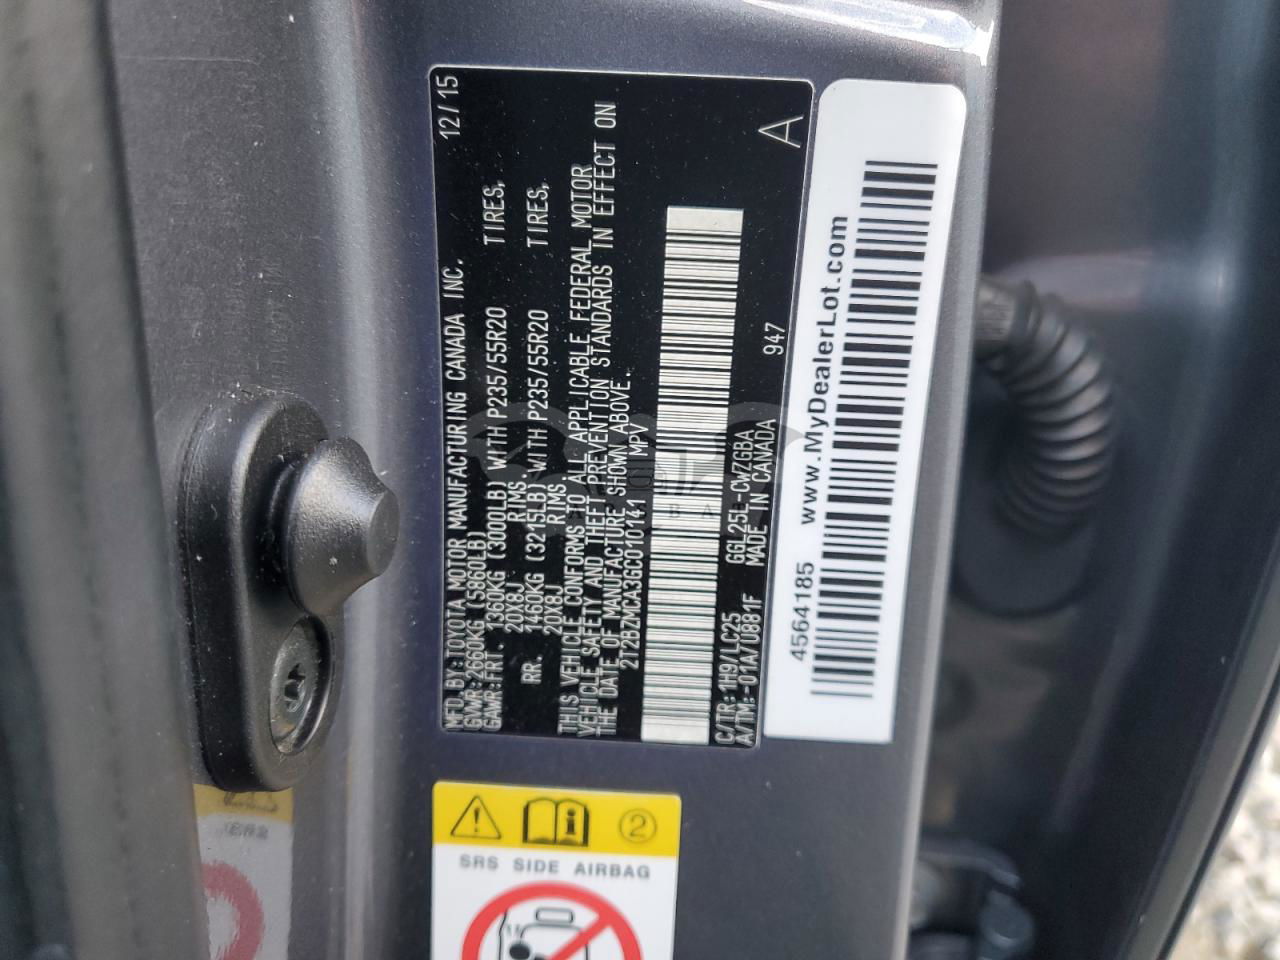 MFD.BY:TOYOTA MOTOR MANUFACTURING CANADA INC. 12/15
GVWR:2660KG (5860LB)
GAWR:FRT. 1360KG (3000LB) WITH P235/55R20 TIRES,
20X8J RIMS.
RR. 1460KG (3215LB) WITH P235/55R20 TIRES,
20X8J RIMS.
THIS VEHICLE CONFORMS TO ALL APPLICABLE FEDERAL MOTOR
VEHICLE SAFETY AND THEFT PREVENTION STANDARDS IN EFFECT ON
THE DATE OF MANUFACTURE SHOWN ABOVE.
2T2BZMCA3GC010141 MPV
C/TR:1H9/LC25 GGL25L-CWZGBA 947 A
A/TM:-01A/U881F MADE IN CANADA
4564185 www.MyDealerLot.com
2
SRS SIDE AIRBAG